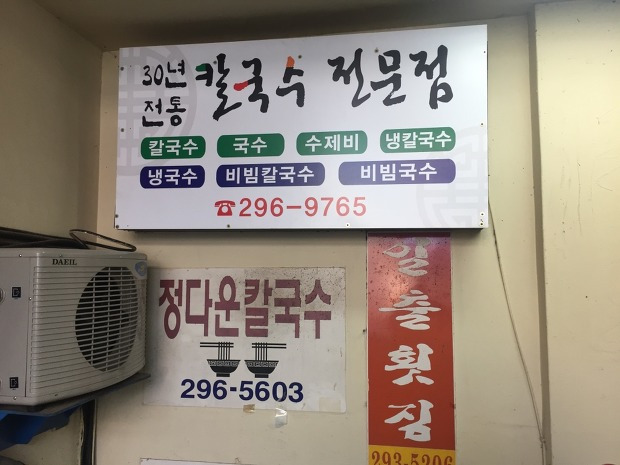 30년
전통
칼국수 전문점
칼국수 국수 수제비 냉칼국수
냉국수 비빔칼국수 비빔국수
☎296-9765
DAEIL
정다운칼국수
296-5603
일출횟집
293-5206